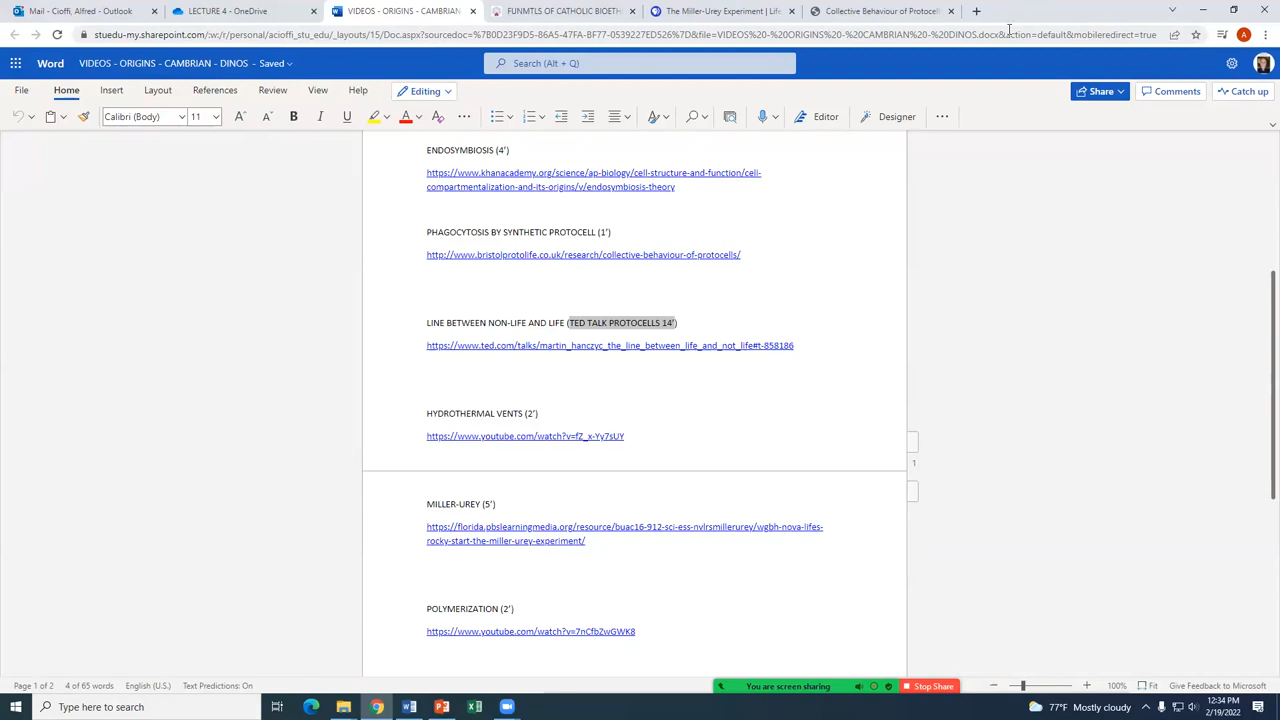 Mail - Cioffi, Alfred - Outlook
LECTURE 4 - OneDrive
VIDEOS - ORIGINS - CAMBRIAN
FUNMTLS OF CATHOLIC BIOETH
The Miller-Urey Experiment | Life
Collective Behaviour of Protocel
stuedu-my.sharepoint.com/:w:/r/personal/acioffi_stu_edu/_layouts/15/Doc.aspx?sourcedoc=%7B0D23F9D5-86A5-47FA-BF77-0539227ED526%7D&file=VIDEOS%20-%20ORIGINS%20-%20CAMBRIAN%20-%20DINOS.docx&action=default&mobileredirect=true
A
Word
VIDEOS - ORIGINS - CAMBRIAN - DINOS - Saved
Search (Alt + Q)
File
Home
Insert
Layout
References
Review
View
Help
Editing
Share
Comments
Catch up
Calibri (Body)
11
Editor
Designer
ENDOSYMBIOSIS (4’)
https://www.khanacademy.org/science/ap-biology/cell-structure-and-function/cell-
compartmentalization-and-its-origins/v/endosymbiosis-theory
PHAGOCYTOSIS BY SYNTHETIC PROTOCELL (1’)
http://www.bristolprotolife.co.uk/research/collective-behaviour-of-protocells/
LINE BETWEEN NON-LIFE AND LIFE (TED TALK PROTOCELLS 14’)
https://www.ted.com/talks/martin_hanczyc_the_line_between_life_and_not_life#t-858186
HYDROTHERMAL VENTS (2’)
https://www.youtube.com/watch?v=fZ_x-Yy7sUY
1
MILLER-UREY (5’)
https://florida.pbslearningmedia.org/resource/buac16-912-sci-ess-nvlrsmillerurey/wgbh-nova-lifes-
rocky-start-the-miller-urey-experiment/
POLYMERIZATION (2’)
https://www.youtube.com/watch?v=7nCfbZwGWK8
Page 1 of 2
4 of 65 words
English (U.S.)
Text Predictions: On
You are screen sharing
Stop Share
100%
Fit
Give Feedback to Microsoft
Type here to search
77°F Mostly cloudy
12:34 PM
2/19/2022